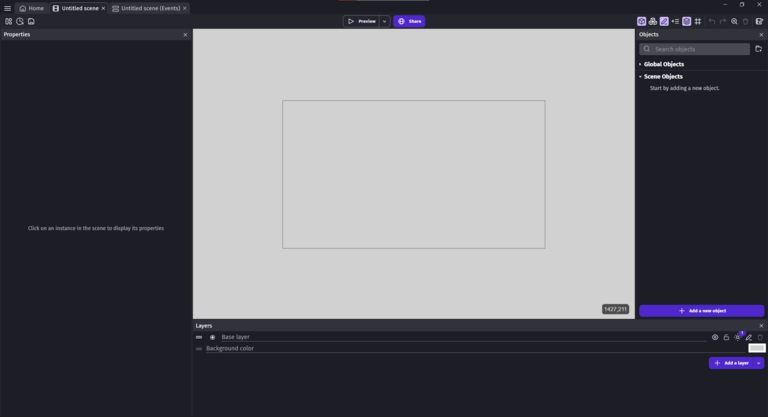 Home
Untitled scene
Untitled scene (Events)
Preview
Share
Properties
Objects
Search objects
Global Objects
Scene Objects
Start by adding a new object.
Click on an instance in the scene to display its properties
1427;211
Add a new object
Layers
Base layer
1
Background color
Add a layer